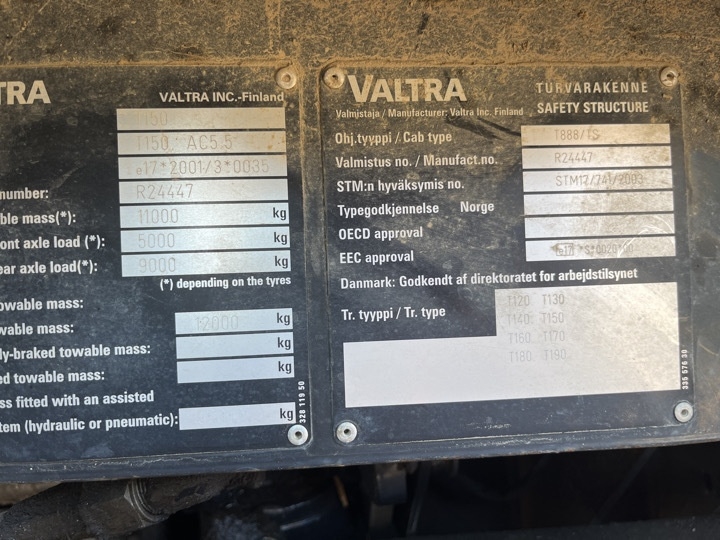 TRA
VALTRA INC.-Finland
T150
T150, AC5.5
e17*2001/3*0035
number: R24447
ble mass(*): 11000 kg
ont axle load (*): 5000 kg
ear axle load(*): 9000 kg
(*) depending on the tyres
owable mass:
wable mass: 12000 kg
ly-braked towable mass: kg
ed towable mass: kg
ss fitted with an assisted
tem (hydraulic or pneumatic): kg
328 119 50
VALTRA
TURVARAKENNE
SAFETY STRUCTURE
Valmistaja / Manufacturer: Valtra Inc. Finland
Ohj.tyyppi / Cab type T888/TS
Valmistus no. / Manufact.no. R24447
STM:n hyväksymis no. STM17/741/2003
Typegodkjennelse Norge
OECD approval
EEC approval
Danmark: Godkendt af direktoratet for arbejdstilsynet
Tr. tyyppi / Tr. type
T120 T130
T140 T150
T160 T170
T180 T190
335 576 30